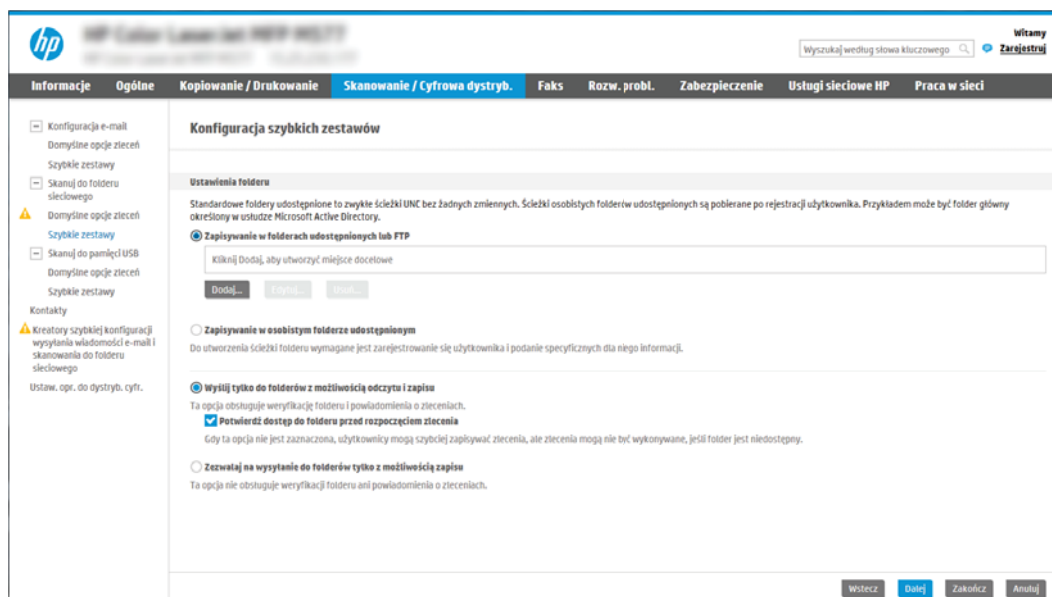 hp
Witamy
Wyszukaj według słowa kluczowego
Zarejestruj
Informacje Ogólne Kopiowanie / Drukowanie Skanowanie / Cyfrowa dystryb. Faks Rozw. probl. Zabezpieczenie Usługi sieciowe HP Praca w sieci
Konfiguracja e-mail
Domyślne opcje zleceń
Szybkie zestawy
Skanuj do folderu
sieciowego
Domyślne opcje zleceń
Szybkie zestawy
Skanuj do pamięci USB
Domyślne opcje zleceń
Szybkie zestawy
Kontakty
Kreatory szybkiej konfiguracji
wysyłania wiadomości e-mail i
skanowania do folderu
sieciowego
Ustaw. opr. do dystryb. cyfr.
Konfiguracja szybkich zestawów
Ustawienia folderu
Standardowe foldery udostępnione to zwykłe ścieżki UNC bez żadnych zmiennych. Ścieżki osobistych folderów udostępnionych są pobierane po rejestracji użytkownika. Przykładem może być folder główny
określony w usłudze Microsoft Active Directory.
Zapisywanie w folderach udostępnionych lub FTP
Kliknij Dodaj, aby utworzyć miejsce docelowe
Dodaj... Edytuj... Usuń...
Zapisywanie w osobistym folderze udostępnionym
Do utworzenia ścieżki folderu wymagane jest zarejestrowanie się użytkownika i podanie specyficznych dla niego informacji.
Wyślij tylko do folderów z możliwością odczytu i zapisu
Ta opcja obsługuje weryfikację folderu i powiadomienia o zleceniach.
Potwierdź dostęp do folderu przed rozpoczęciem zlecenia
Gdy ta opcja nie jest zaznaczona, użytkownicy mogą szybciej zapisywać zlecenia, ale zlecenia mogą nie być wykonywane, jeśli folder jest niedostępny.
Zezwalaj na wysyłanie do folderów tylko z możliwością zapisu
Ta opcja nie obsługuje weryfikacji folderu ani powiadomienia o zleceniach.
Wstecz Dalej Zakończ Anuluj